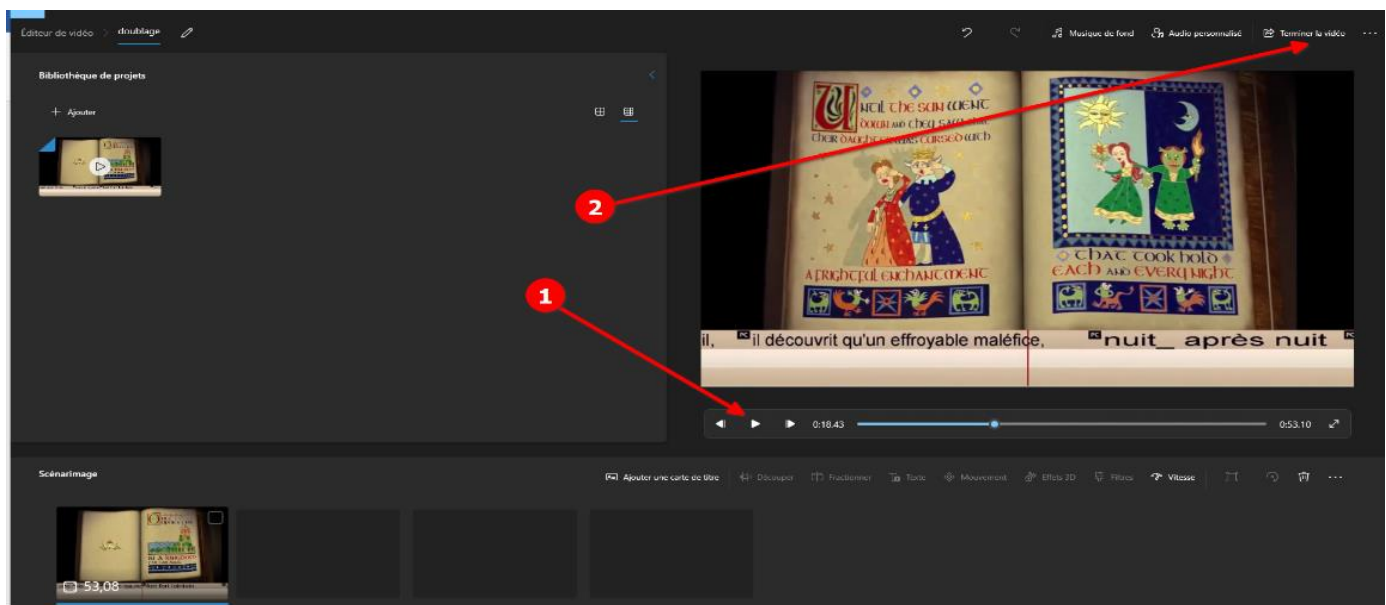 Éditeur de vidéo > doublage
Musique de fond
Audio personnalisé
Terminer la vidéo
Bibliothèque de projets
+ Ajouter
UNTIL THE SUN WENT
DOWN AND THEY SAW THAT
THEIR DAUGHTER WAS CURSED WITH
A FRIGHTFUL ENCHANTMENT
THAT TOOK HOLD
EACH AND EVERY NIGHT
2
1
il, PC il découvrit qu'un effroyable maléfice, PC nuit_ après nuit PC
0:18.43
0:53.10
Scénarimage
Ajouter une carte de titre
Découper
Fractionner
Texte
Mouvement
Effets 3D
Filtres
Vitesse
53,08